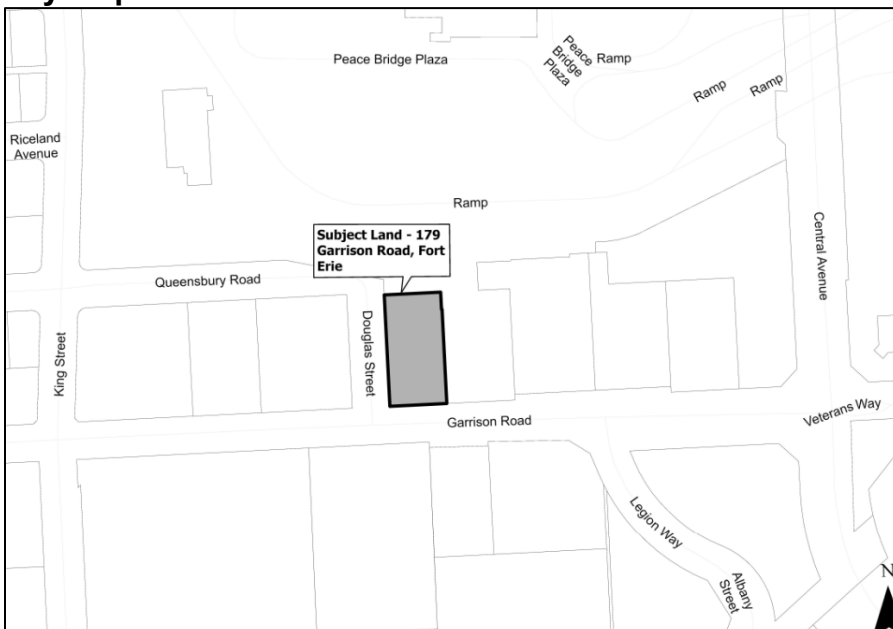 Peace Bridge Plaza
Peace
Bridge
Plaza
Ramp
Ramp
Ramp
Riceland
Avenue
Ramp
Subject Land - 179
Garrison Road, Fort
Erie
Central Avenue
Queensbury Road
King Street
Douglas Street
Garrison Road
Veterans Way
Legion Way
Albany
Street
N